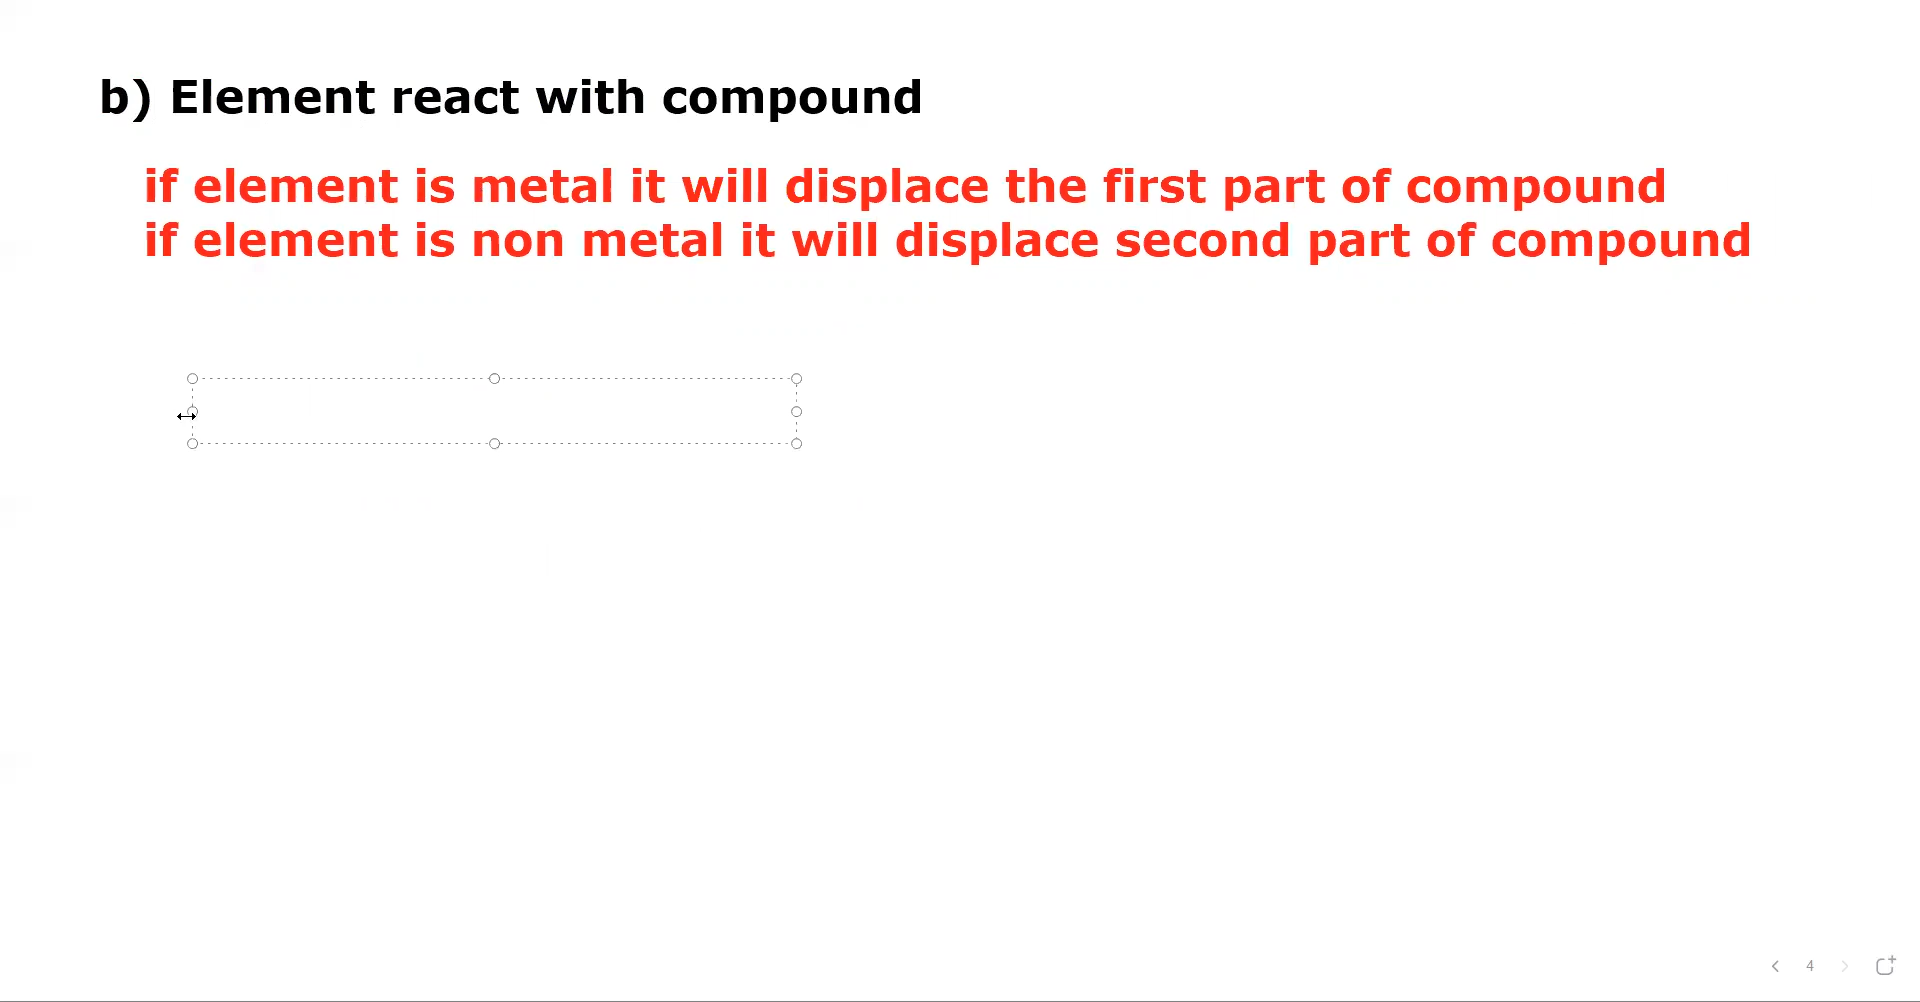 b) Element react with compound
if element is metal it will displace the first part of compound
if element is non metal it will displace second part of compound
4